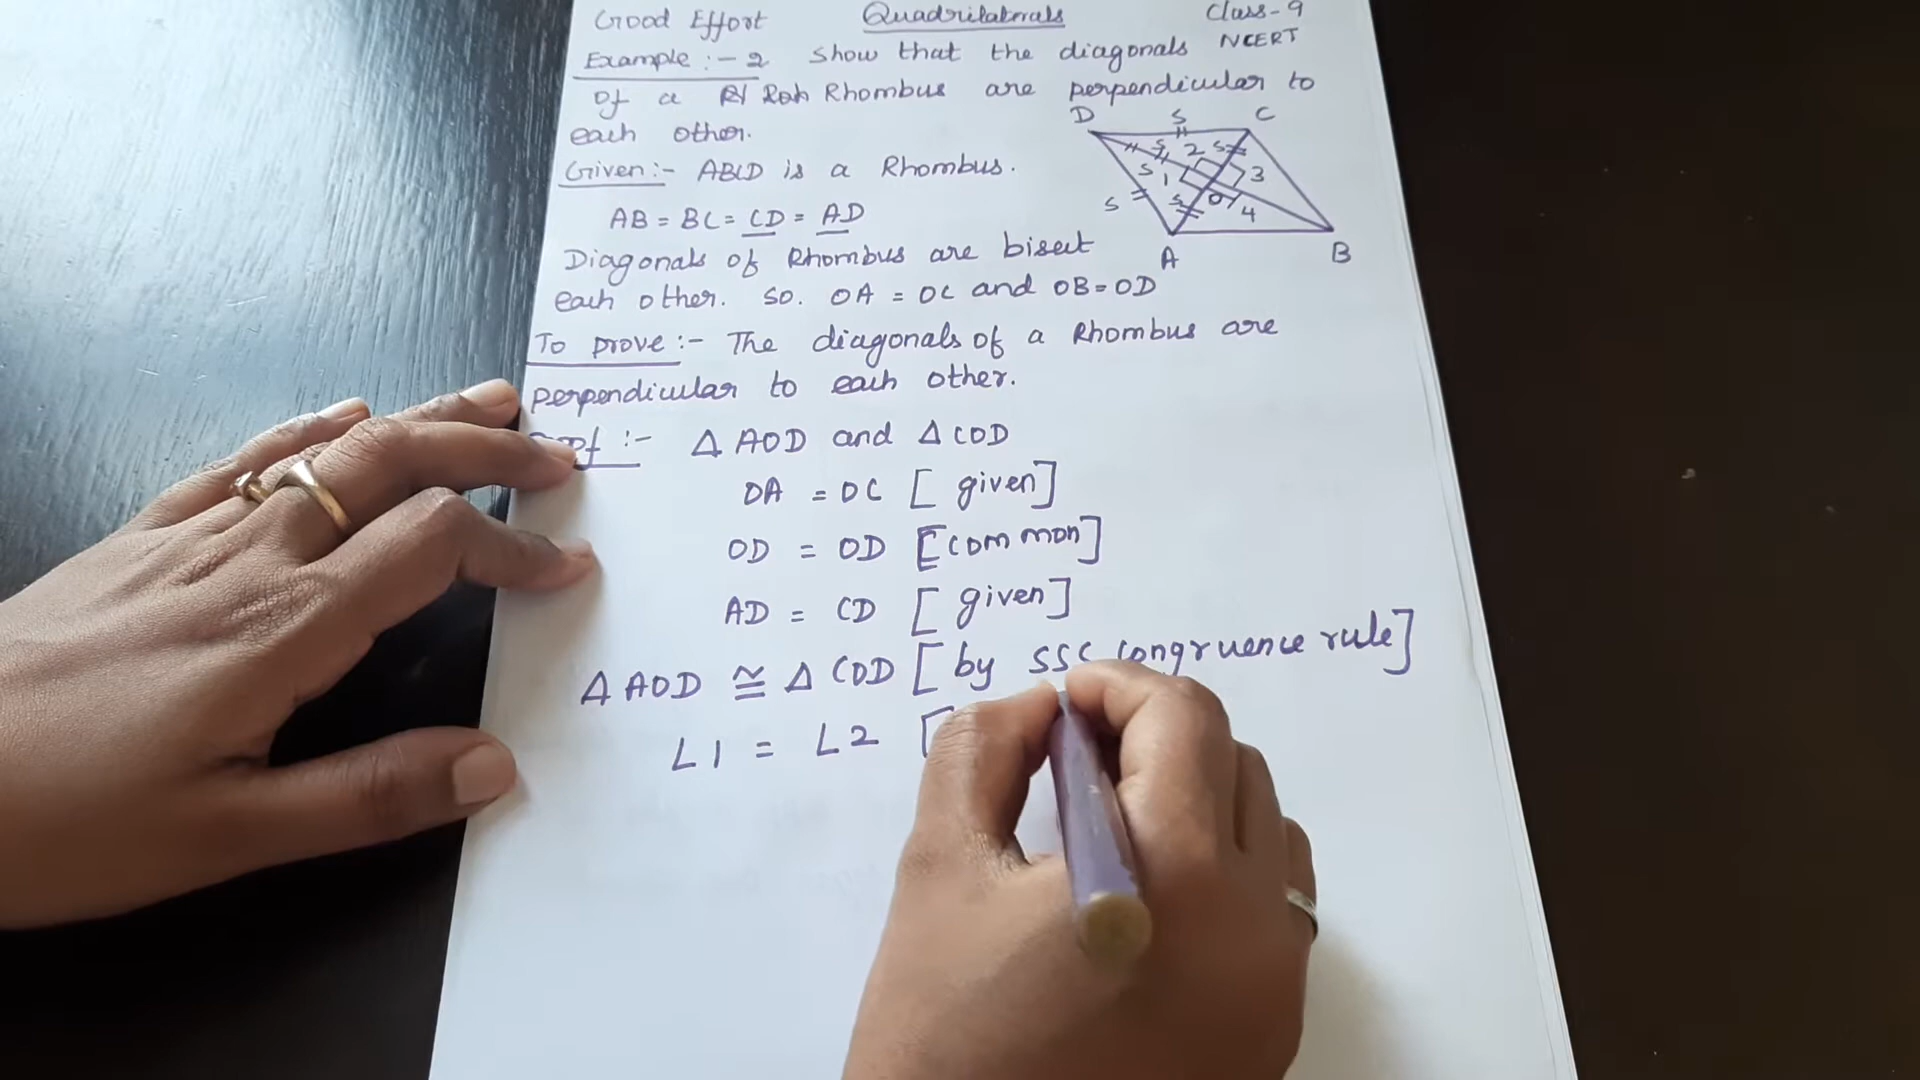 Good Effort Quadrilaterals Class-9
NCERT
Example :- 2 Show that the diagonals
of a Rhombus are perpendicular to
each other.
Given :- ABCD is a Rhombus.
AB = BC = CD = AD
Diagonals of Rhombus are bisect
each other. so. OA = OC and OB = OD
D S C
S S 2 S 3
S 1 S O 4
A B
To prove :- The diagonals of a Rhombus are
perpendicular to each other.
:- Δ AOD and Δ COD
OA = OC [given]
OD = OD [common]
AD = CD [given]
Δ AOD ≅ Δ COD [by SSC congruence rule]
∠1 = ∠2 [